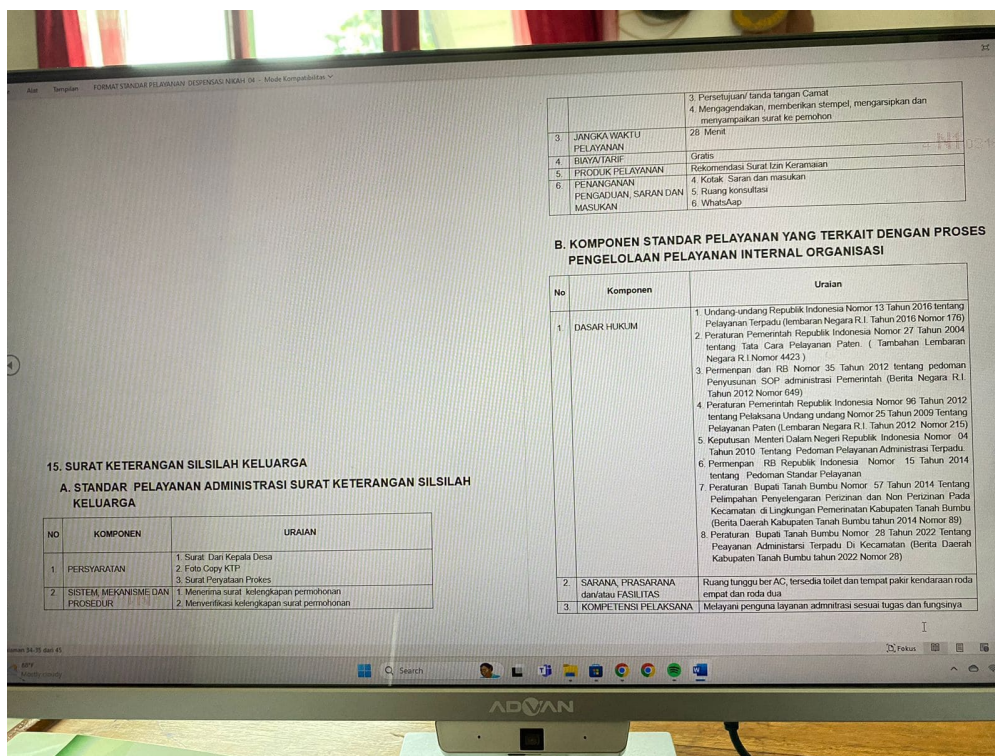 Alat Tampilan FORMAT STANDAR PELAYANAN DESPENSASI NIKAH 04 - Mode Kompatibilitas
15. SURAT KETERANGAN SILSILAH KELUARGA
A. STANDAR PELAYANAN ADMINISTRASI SURAT KETERANGAN SILSILAH
KELUARGA
NO KOMPONEN URAIAN
1 PERSYARATAN
1. Surat Dari Kepala Desa
2. Foto Copy KTP
3. Surat Peryataan Prokes
2. SISTEM, MEKANISME DAN
PROSEDUR
1. Menerima surat kelengkapan permohonan
2. Menverifikasi kelengkapan surat permohonan
3. Persetujuan/ tanda tangan Camat
4. Mengagendakan, memberikan stempel, mengarsipkan dan
menyampaikan surat ke pemohon
3. JANGKA WAKTU
PELAYANAN
28 Menit
4. BIAYA/TARIF Gratis
5. PRODUK PELAYANAN Rekomendasi Surat Izin Keramaian
6. PENANGANAN
PENGADUAN, SARAN DAN
MASUKAN
4. Kotak Saran dan masukan
5. Ruang konsultasi
6. WhatsAap
B. KOMPONEN STANDAR PELAYANAN YANG TERKAIT DENGAN PROSES
PENGELOLAAN PELAYANAN INTERNAL ORGANISASI
No Komponen Uraian
1. DASAR HUKUM
1. Undang-undang Republik Indonesia Nomor 13 Tahun 2016 tentang
Pelayanan Terpadu (lembaran Negara R.I. Tahun 2016 Nomor 176)
2. Peraturan Pemerintah Republik Indonesia Nomor 27 Tahun 2004
tentang Tata Cara Pelayanan Paten. ( Tambahan Lembaran
Negara R.I.Nomor 4423 )
3. Permenpan dan RB Nomor 35 Tahun 2012 tentang pedoman
Penyusunan SOP administrasi Pemerintah (Berita Negara R.I.
Tahun 2012 Nomor 649)
4. Peraturan Pemerintah Republik Indonesia Nomor 96 Tahun 2012
tentang Pelaksana Undang undang Nomor 25 Tahun 2009 Tentang
Pelayanan Paten (Lembaran Negara R.I. Tahun 2012 Nomor 215)
5. Keputusan Menteri Dalam Negeri Republik Indonesia Nomor 04
Tahun 2010 Tentang Pedoman Pelayanan Administrasi Terpadu.
6. Permenpan RB Republik Indonesia Nomor 15 Tahun 2014
tentang Pedoman Standar Pelayanan
7. Peraturan Bupati Tanah Bumbu Nomor 57 Tahun 2014 Tentang
Pelimpahan Penyelengaran Perizinan dan Non Perizinan Pada
Kecamatan di Lingkungan Pemerinatan Kabupaten Tanah Bumbu
(Berita Daerah Kabupaten Tanah Bumbu tahun 2014 Nomor 89)
8. Peraturan Bupati Tanah Bumbu Nomor 28 Tahun 2022 Tentang
Peayanan Administarsi Terpadu Di Kecamatan (Berita Daerah
Kabupaten Tanah Bumbu tahun 2022 Nomor 28)
2. SARANA, PRASARANA
dan/atau FASILITAS
Ruang tunggu ber AC, tersedia toilet dan tempat pakir kendaraan roda
empat dan roda dua
3. KOMPETENSI PELAKSANA Melayani penguna layanan admnitrasi sesuai tugas dan fungsinya
34-35 dari 41
Fokus
Search
ADVAN